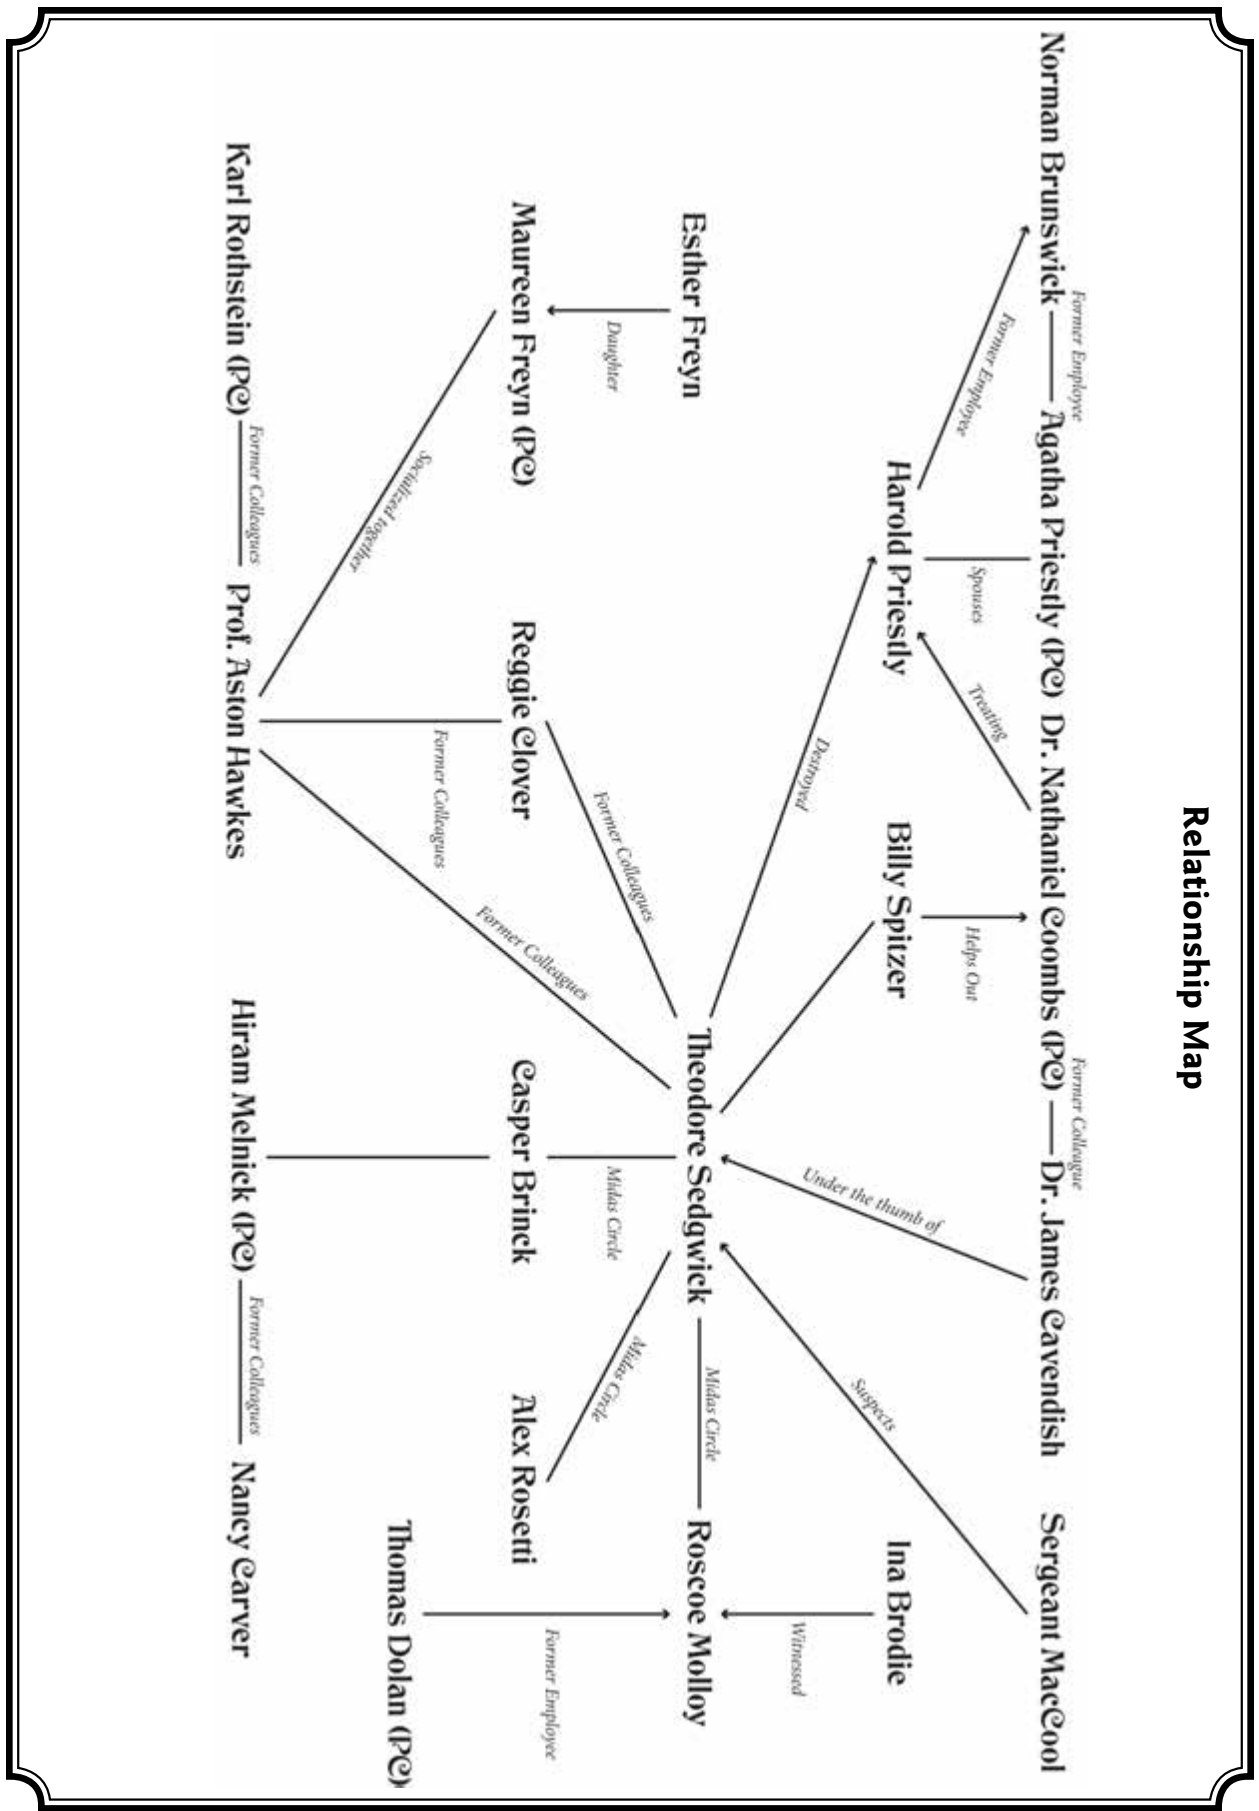 Relationship Map
Former Employee
Former Colleague
Norman Brunswick
Agatha Priestly (PC)
Dr. Nathaniel Coombs (PC)
Dr. James Cavendish
Sergeant MacCool
Former Employee
Spouses
Treating
Helps Out
Harold Priestly
Billy Spitzer
Ina Brodie
Under the thumb of
Suspects
Destroyed
Witnessed
Esther Freyn
Theodore Sedgwick
Midas Circle
Roscoe Molloy
Daughter
Former Colleagues
Midas Circle
Midas Circle
Maureen Freyn (PC)
Reggie Clover
Casper Brinck
Alex Rosetti
Former Employee
Former Colleagues
Socialized together
Former Colleagues
Thomas Dolan (PC)
Former Colleagues
Former Colleagues
Karl Rothstein (PC)
Prof. Aston Hawkes
Hiram Melnick (PC)
Nancy Carver